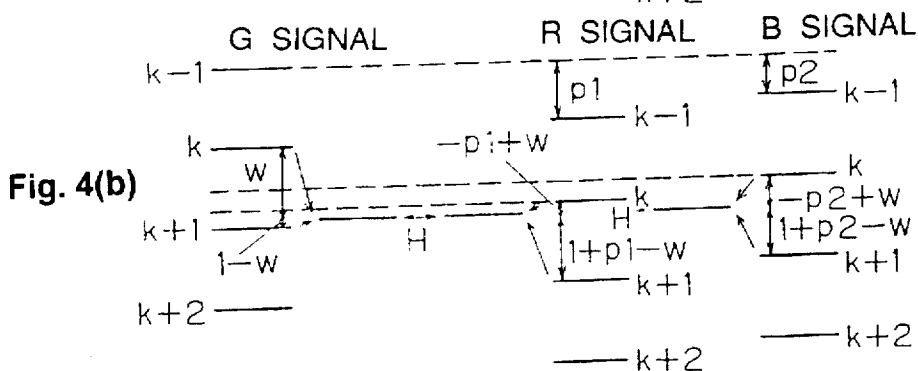 G SIGNAL R SIGNAL B SIGNAL
k-1 p1 p2
k-1 k-1
k -p1+w k
Fig. 4(b) w k -p2+w
k+1 H H 1+p2-w
1-w 1+p1-w k+1
k+1
k+2 k+2
k+2